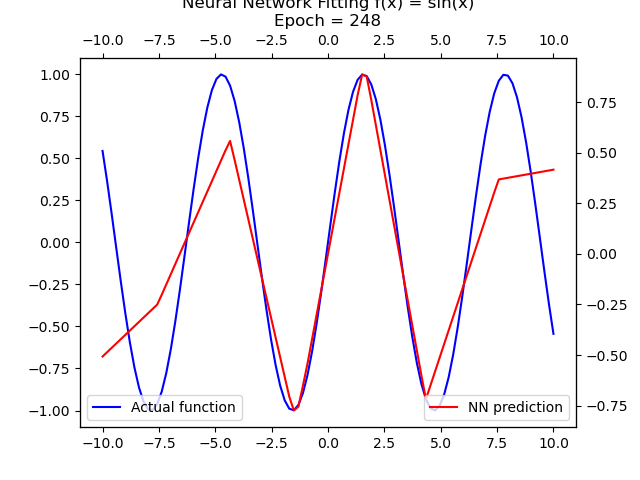 Neural Network Fitting f(x) = sin(x)
Epoch = 248
−10.0 −7.5 −5.0 −2.5 0.0 2.5 5.0 7.5 10.0
1.00
0.75
0.75
0.50
0.50
0.25
0.25
0.00
0.00
−0.25
−0.25
−0.50
−0.50
−0.75
−0.75
−1.00
Actual function
NN prediction
−10.0 −7.5 −5.0 −2.5 0.0 2.5 5.0 7.5 10.0